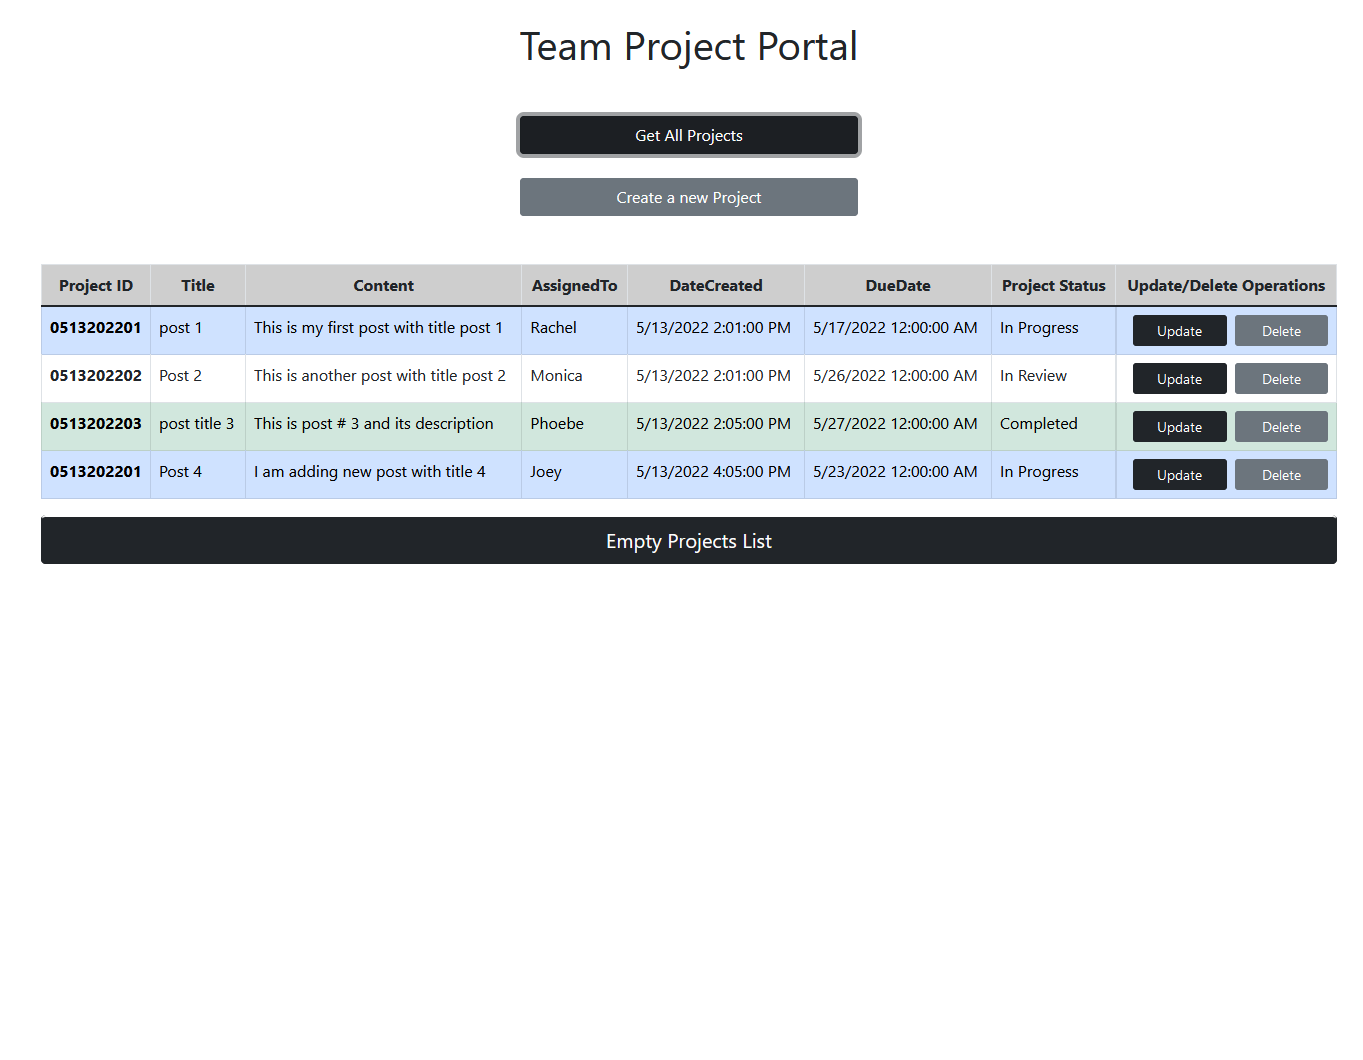 Team Project Portal
Get All Projects
Create a new Project
Project ID Title Content AssignedTo DateCreated DueDate Project Status Update/Delete Operations
0513202201 post 1 This is my first post with title post 1 Rachel 5/13/2022 2:01:00 PM 5/17/2022 12:00:00 AM In Progress Update Delete
0513202202 Post 2 This is another post with title post 2 Monica 5/13/2022 2:01:00 PM 5/26/2022 12:00:00 AM In Review Update Delete
0513202203 post title 3 This is post # 3 and its description Phoebe 5/13/2022 2:05:00 PM 5/27/2022 12:00:00 AM Completed Update Delete
0513202201 Post 4 I am adding new post with title 4 Joey 5/13/2022 4:05:00 PM 5/23/2022 12:00:00 AM In Progress Update Delete
Empty Projects List